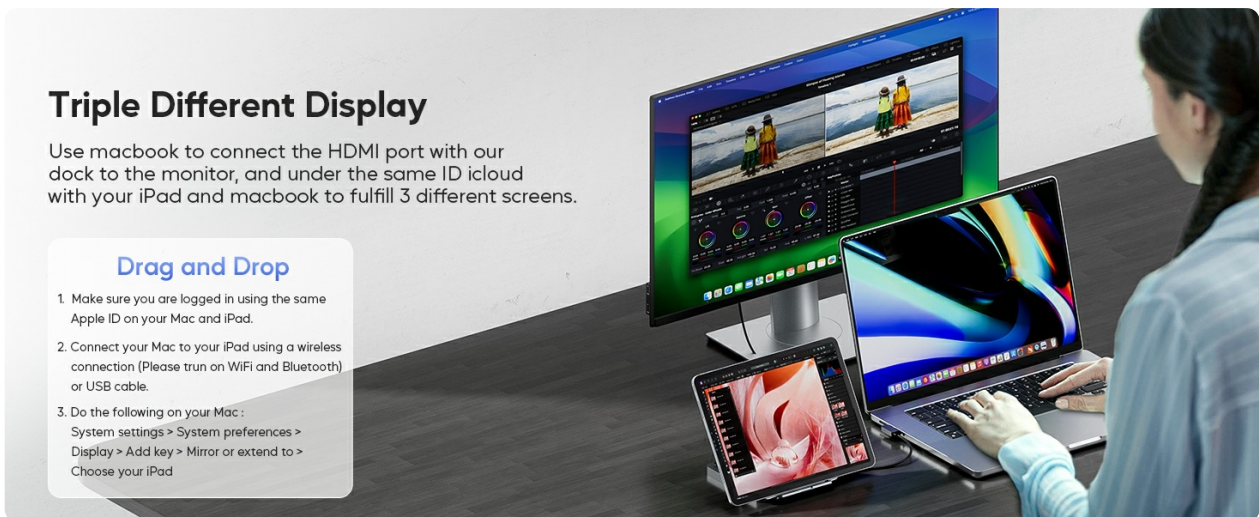 Triple Different Display
Use macbook to connect the HDMI port with our
dock to the monitor, and under the same ID icloud
with your iPad and macbook to fulfill 3 different screens.
Drag and Drop
1. Make sure you are logged in using the same
Apple ID on your Mac and iPad.
2. Connect your Mac to your iPad using a wireless
connection (Please trun on WiFi and Bluetooth)
or USB cable.
3. Do the following on your Mac :
System settings > System preferences >
Display > Add key > Mirror or extend to >
Choose your iPad